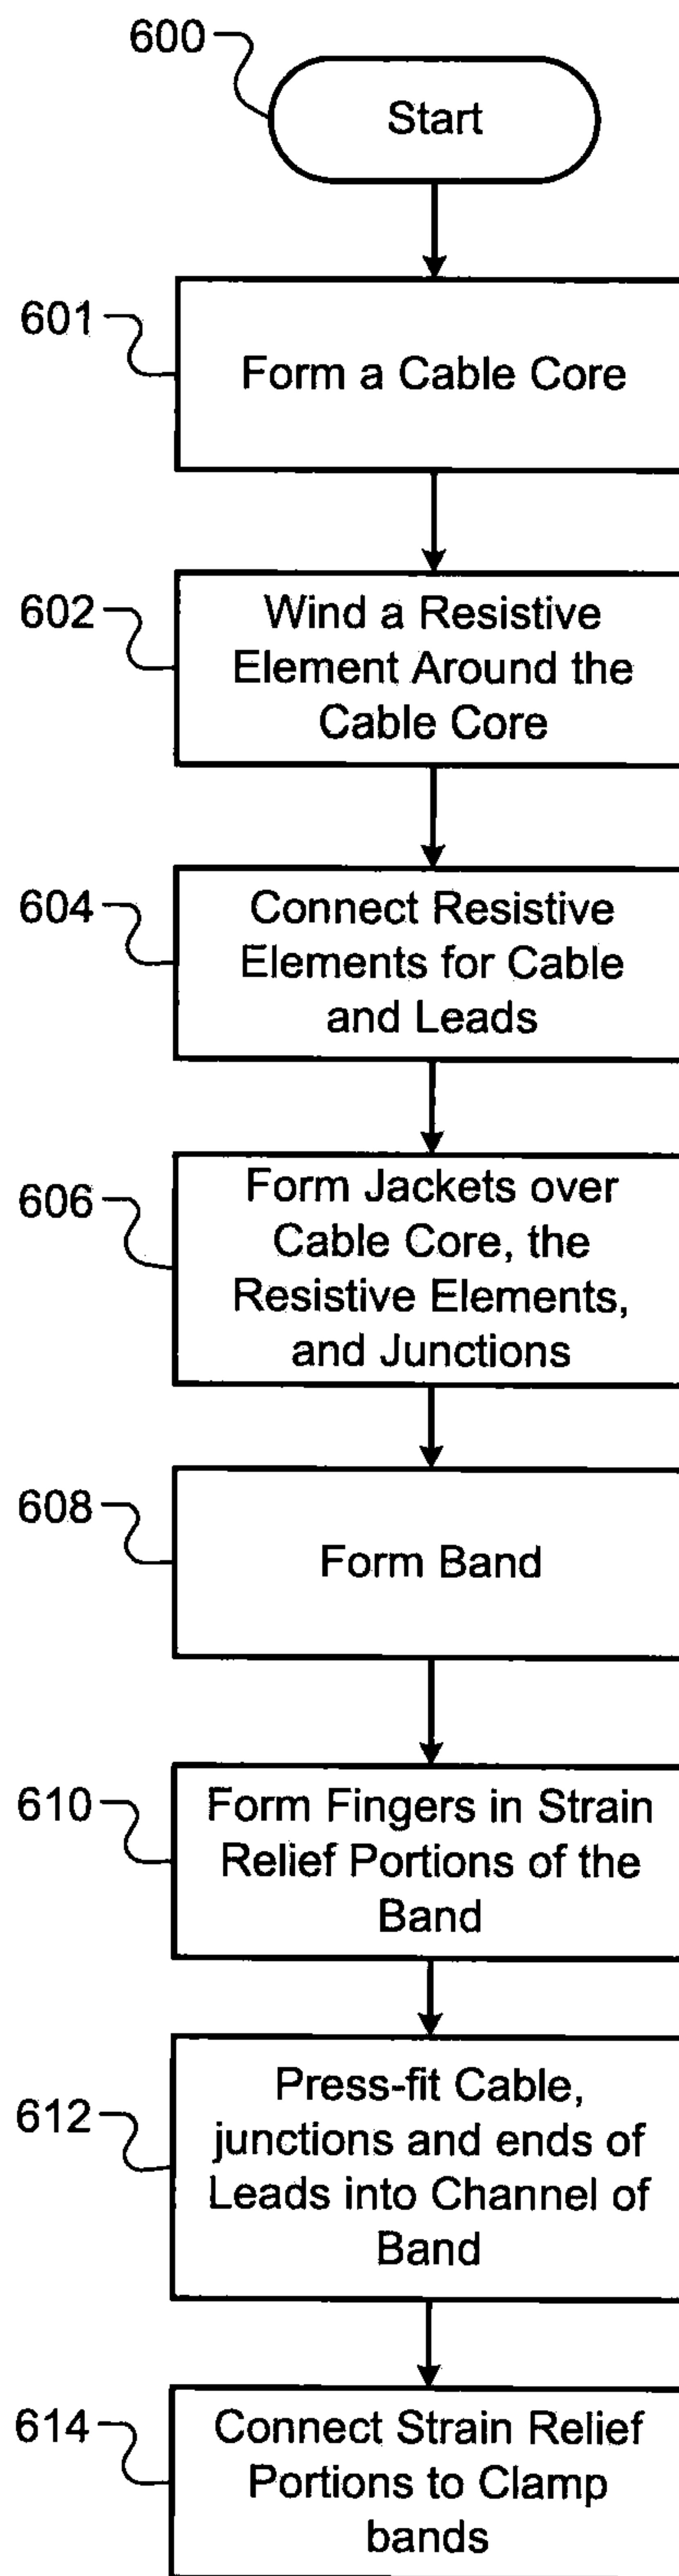 600
Start
601
Form a Cable Core
602
Wind a Resistive
Element Around the
Cable Core
604
Connect Resistive
Elements for Cable
and Leads
606
Form Jackets over
Cable Core, the
Resistive Elements,
and Junctions
608
Form Band
610
Form Fingers in Strain
Relief Portions of the
Band
612
Press-fit Cable,
junctions and ends of
Leads into Channel of
Band
614
Connect Strain Relief
Portions to Clamp
bands